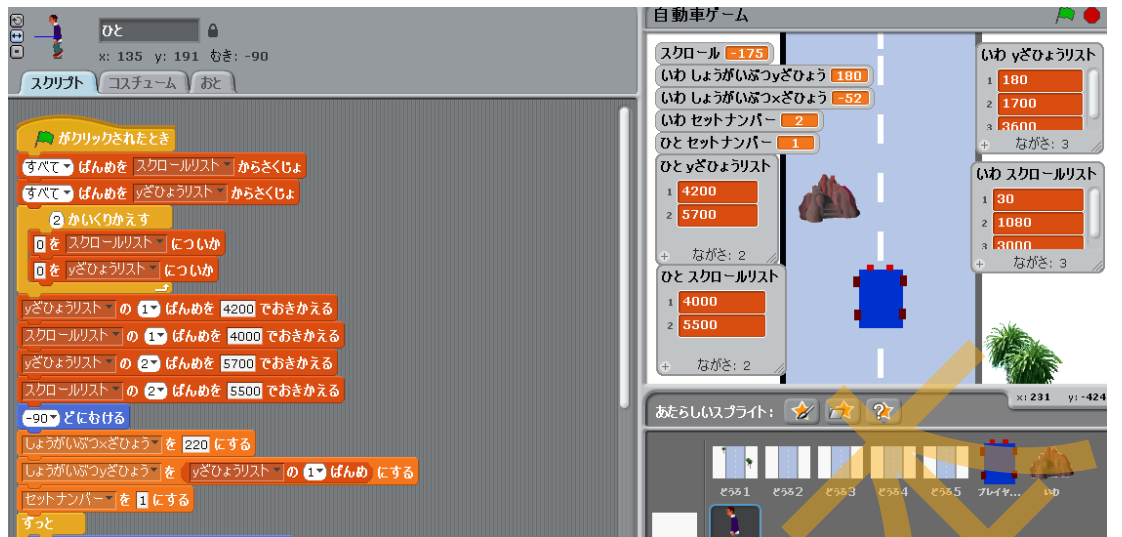 ひと
x: 135 y: 191 むき: -90
スクリプト コスチューム おと
がクリックされたとき
すべて ばんめを スクロールリスト からさくじょ
すべて ばんめを yざひょうリスト からさくじょ
2 かいくりかえす
0 を スクロールリスト についか
0 を yざひょうリスト についか
yざひょうリスト の 1 ばんめを 4200 でおきかえる
スクロールリスト の 1 ばんめを 4000 でおきかえる
yざひょうリスト の 2 ばんめを 5700 でおきかえる
スクロールリスト の 2 ばんめを 5500 でおきかえる
-90 どにむける
しょうがいぶつxざひょう を 220 にする
しょうがいぶつyざひょう を yざひょうリスト の 1 ばんめ にする
セットナンバー を 1 にする
ずっと
自動車ゲーム
スクロール -175
いわ しょうがいぶつyざひょう 180
いわ しょうがいぶつxざひょう -52
いわ セットナンバー 2
ひと セットナンバー 1
ひと yざひょうリスト
1 4200
2 5700
+ ながさ: 2
ひと スクロールリスト
1 4000
2 5500
+ ながさ: 2
いわ yざひょうリスト
1 180
2 1700
3 3600
+ ながさ: 3
いわ スクロールリスト
1 30
2 1080
3 3000
+ ながさ: 3
x: 231 y: -424
あたらしいスプライト:
どうろ1 どうろ2 どうろ3 どうろ4 どうろ5 プレイヤ... いわ